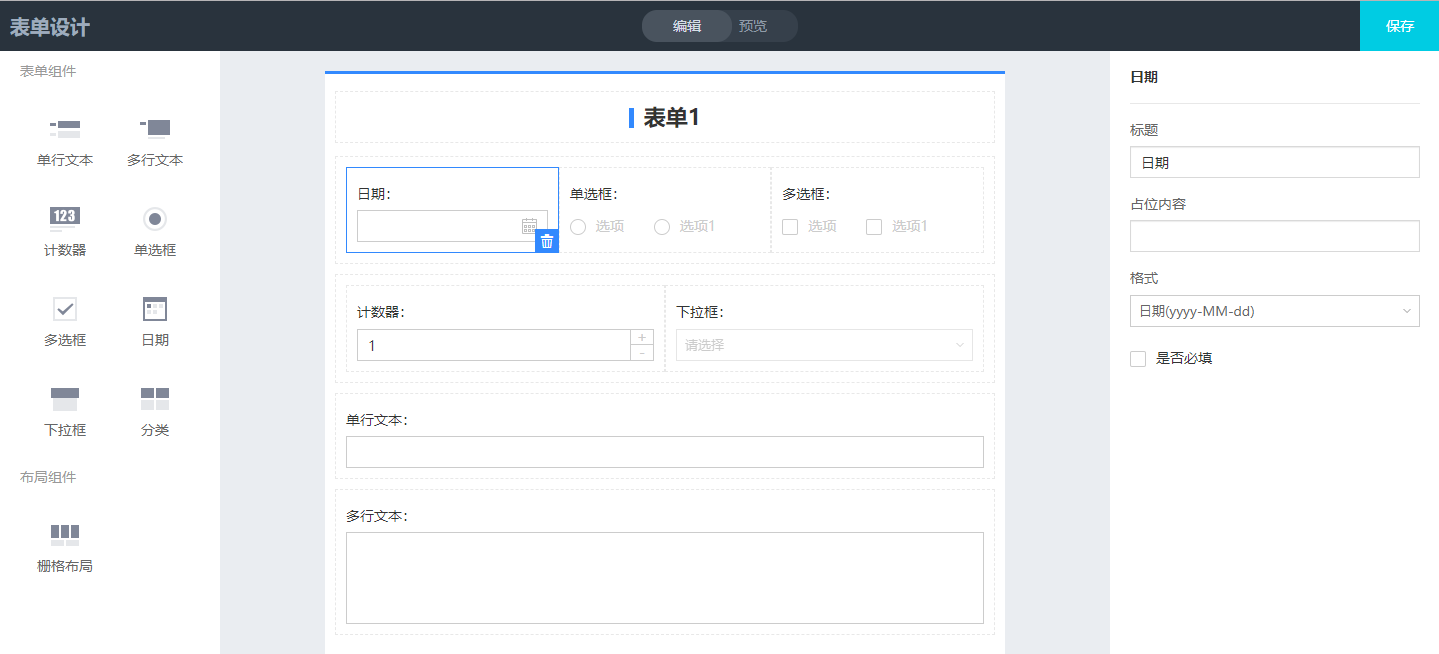 表单设计
编辑 预览
保存
表单组件
单行文本 多行文本
123
计数器 单选框
多选框 日期
下拉框 分类
布局组件
栅格布局
表单1
日期： 单选框： 多选框：
选项 选项1 选项 选项1
计数器： 下拉框：
1 + - 请选择
单行文本：
多行文本：
日期
标题
日期
占位内容
格式
日期(yyyy-MM-dd)
是否必填